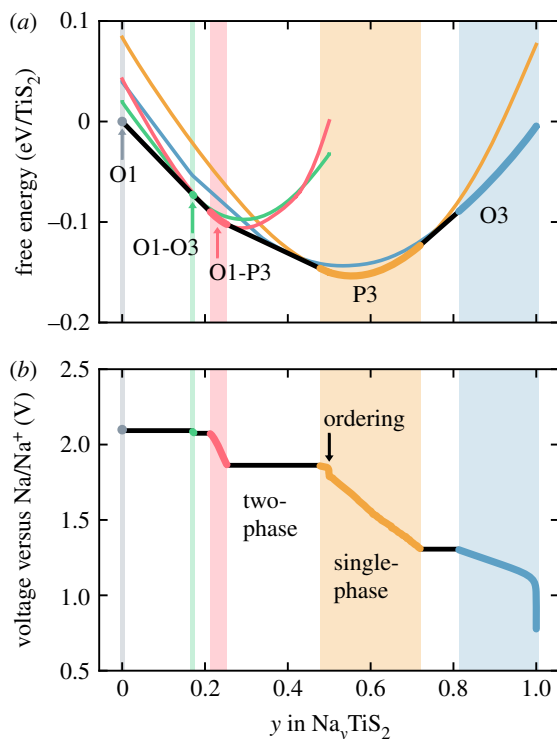 (a)
0.1
0
−0.1
−0.2
free energy (eV/TiS2)
O1
O1-O3
O1-P3
P3
O3
(b)
2.5
2.0
1.5
1.0
0.5
voltage versus Na/Na+ (V)
ordering
two-
phase
single-
phase
0 0.2 0.4 0.6 0.8 1.0
y in NayTiS2